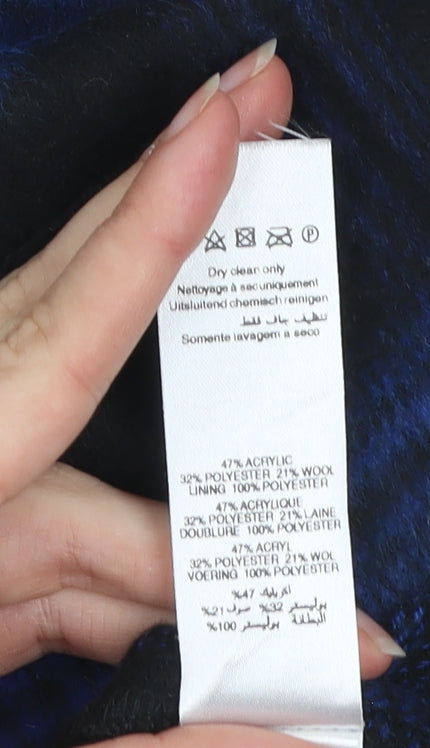 P
Dry clean only
Nettoyage à sec uniquement
Uitsluitend chemisch reinigen
تنظيف جاف فقط
Somente lavagem a seco
47% ACRYLIC
32% POLYESTER 21% WOOL
LINING 100% POLYESTER
47% ACRYLIQUE
32% POLYESTER 21% LAINE
DOUBLURE 100% POLYESTER
47% ACRYL
32% POLYESTER 21% WOL
VOERING 100% POLYESTER
أكريليك 47%
بوليستر 32% صوف 21%
البطانة بوليستر 100%